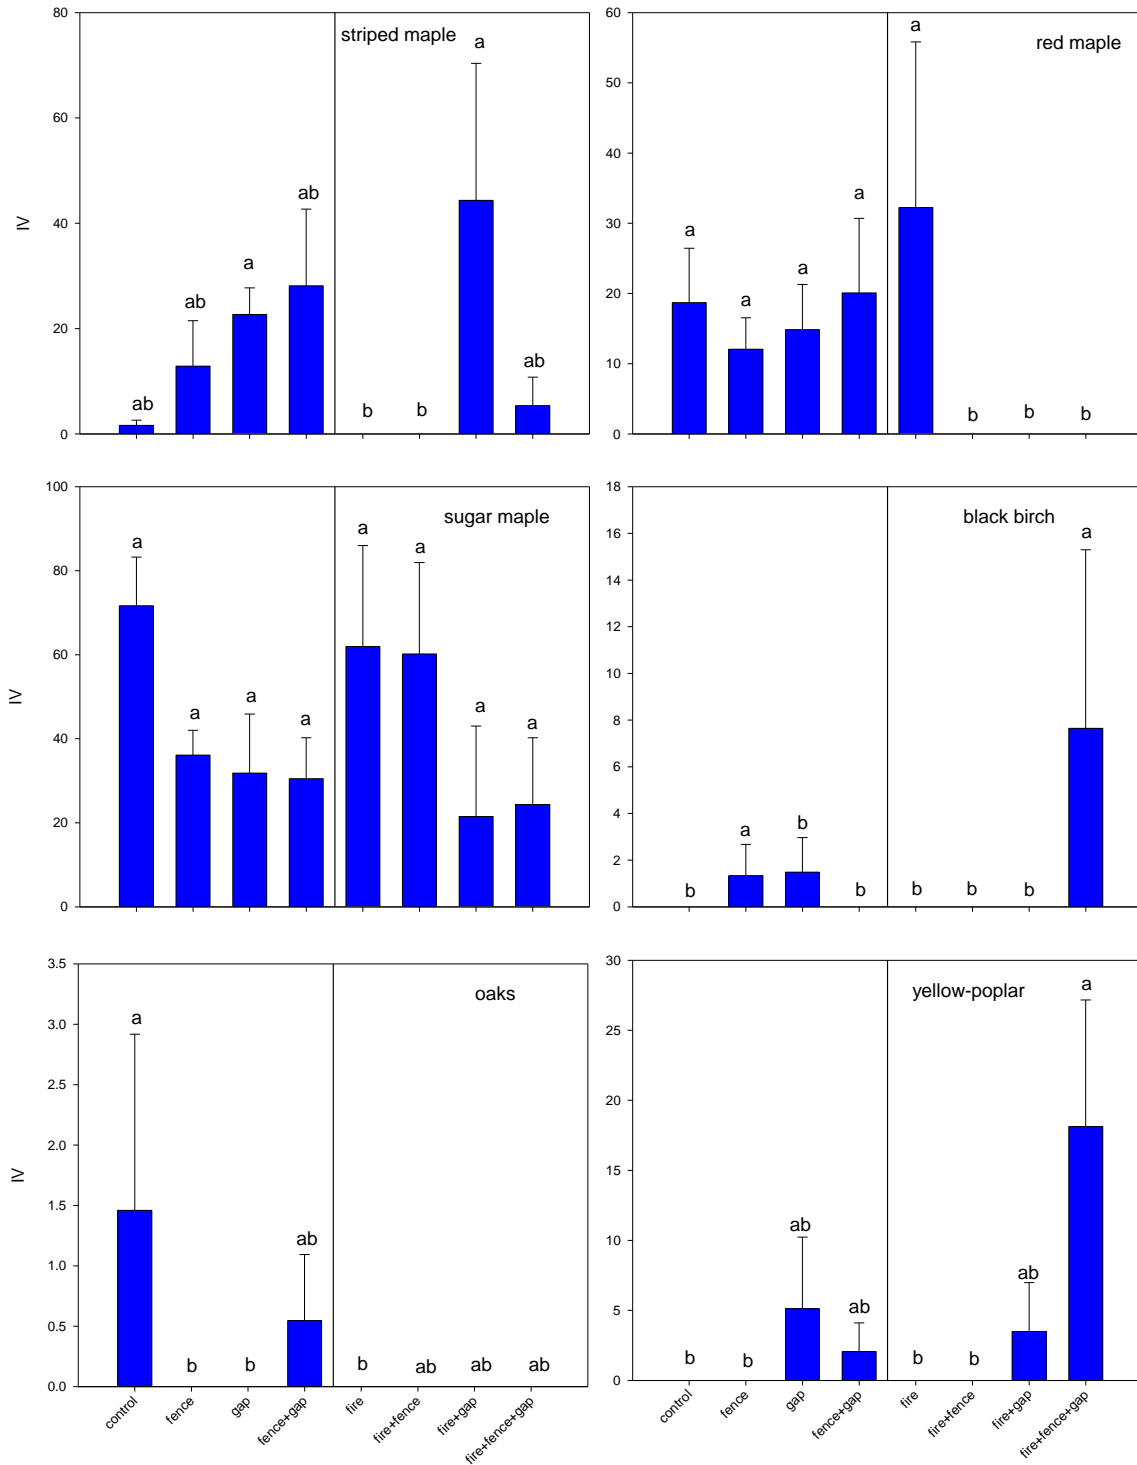 striped maple
80
60
40
20
0
IV
ab
ab
a
ab
b
b
a
ab
red maple
60
50
40
30
20
10
0
a
a
a
a
a
b
b
b
sugar maple
100
80
60
40
20
0
IV
a
a
a
a
a
a
a
a
black birch
18
16
14
12
10
8
6
4
2
0
b
a
b
b
b
b
b
a
oaks
3.5
3.0
2.5
2.0
1.5
1.0
0.5
0.0
IV
a
b
b
ab
b
ab
ab
ab
control
fence
gap
fence+gap
fire
fire+fence
fire+gap
fire+fence+gap
yellow-poplar
30
25
20
15
10
5
0
b
b
ab
ab
b
b
ab
a
control
fence
gap
fence+gap
fire
fire+fence
fire+gap
fire+fence+gap